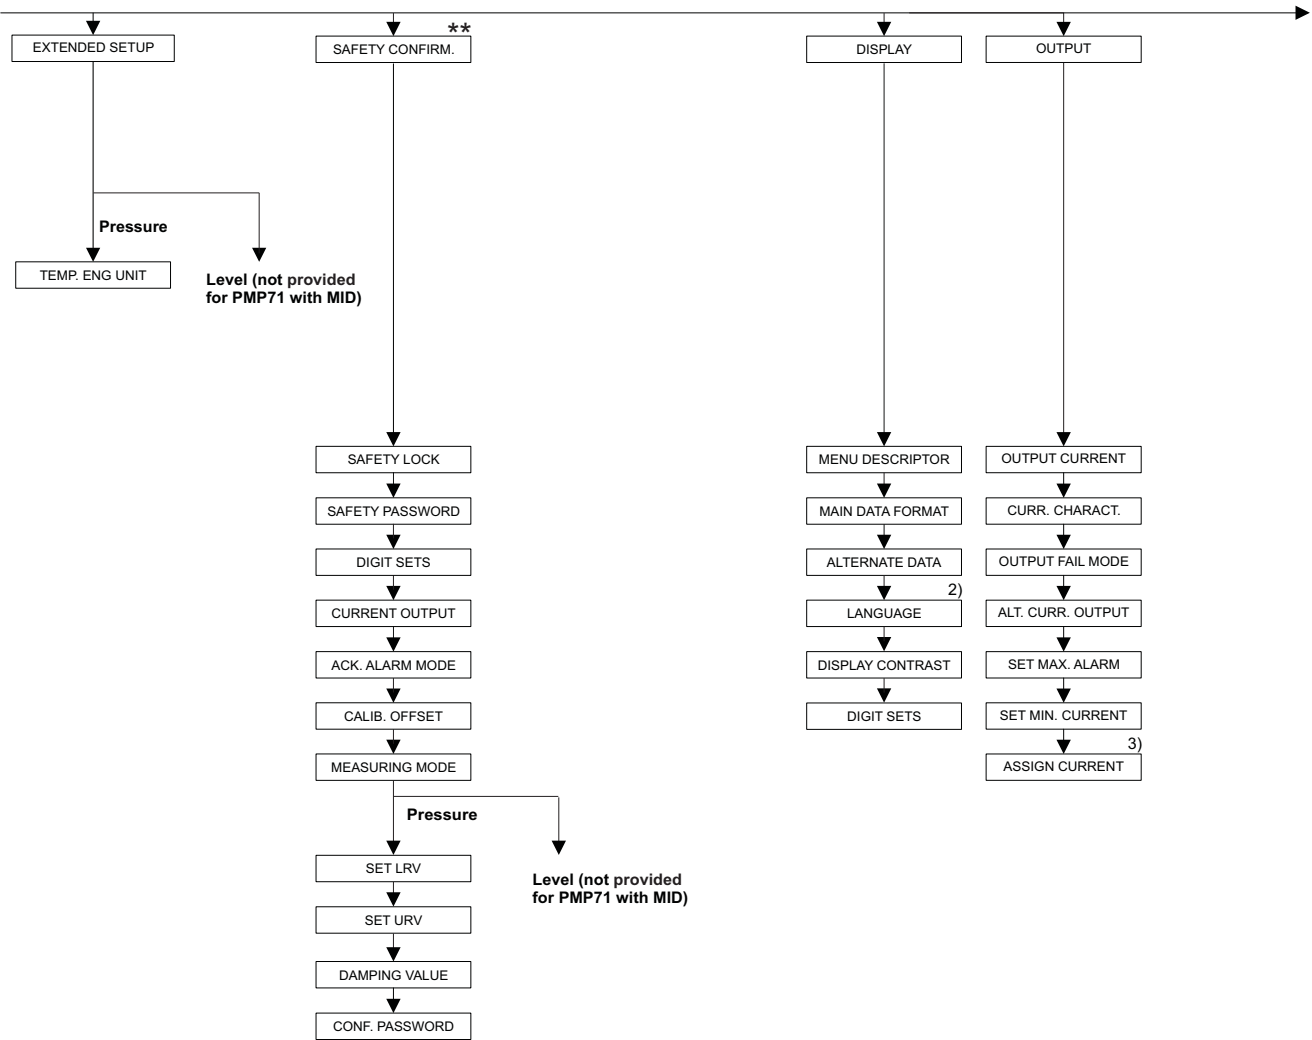 EXTENDED SETUP
Pressure
TEMP. ENG UNIT
Level (not provided
for PMP71 with MID)
**
SAFETY CONFIRM.
SAFETY LOCK
SAFETY PASSWORD
DIGIT SETS
CURRENT OUTPUT
ACK. ALARM MODE
CALIB. OFFSET
MEASURING MODE
Pressure
SET LRV
SET URV
DAMPING VALUE
CONF. PASSWORD
Level (not provided
for PMP71 with MID)
DISPLAY
MENU DESCRIPTOR
MAIN DATA FORMAT
ALTERNATE DATA
2)
LANGUAGE
DISPLAY CONTRAST
DIGIT SETS
OUTPUT
OUTPUT CURRENT
CURR. CHARACT.
OUTPUT FAIL MODE
ALT. CURR. OUTPUT
SET MAX. ALARM
SET MIN. CURRENT
3)
ASSIGN CURRENT